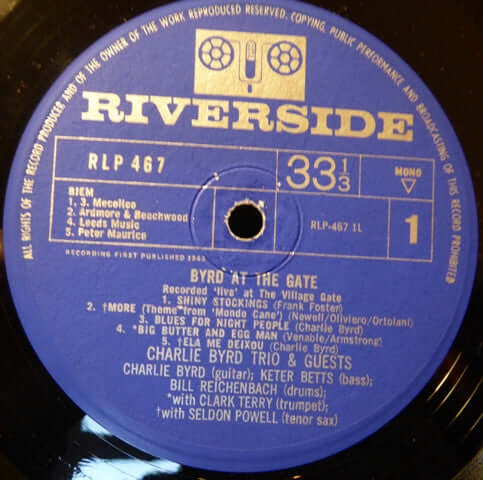 ALL RIGHTS OF THE RECORD PRODUCER AND OF THE OWNER OF THE WORK REPRODUCED RESERVED. COPYING, PUBLIC PERFORMANCE AND BROADCASTING OF THIS RECORD PROHIBITED
RIVERSIDE
RLP 467
33 1/3
MONO
BIEM
1. 3. Mecolico
2. Ardmore & Beechwood
4. Leeds Music
5. Peter Maurice
RLP-467 1L
1
RECORDING FIRST PUBLISHED 1963
BYRD AT THE GATE
Recorded 'live' at The Village Gate
1. SHINY STOCKINGS (Frank Foster)
2. †MORE (Theme from 'Mondo Cane') (Newell/Oliviero/Ortolani)
3. BLUES FOR NIGHT PEOPLE (Charlie Byrd)
4. *BIG BUTTER AND EGG MAN (Venable/Armstrong)
5. †ELA ME DEIXOU (Charlie Byrd)
CHARLIE BYRD TRIO & GUESTS
CHARLIE BYRD (guitar); KETER BETTS (bass);
BILL REICHENBACH (drums);
*with CLARK TERRY (trumpet);
†with SELDON POWELL (tenor sax)